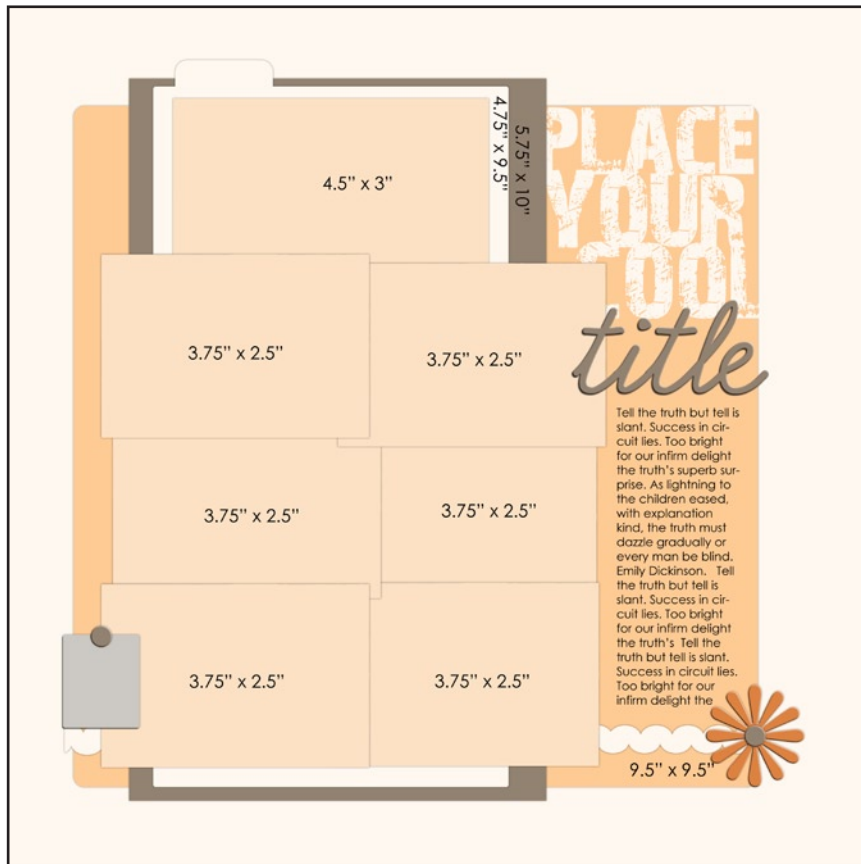 4.5" x 3"
4.75" x 9.5"
5.75" x 10"
PLACE
YOUR
COOL
title
3.75" x 2.5"
3.75" x 2.5"
3.75" x 2.5"
3.75" x 2.5"
3.75" x 2.5"
3.75" x 2.5"
Tell the truth but tell is
slant. Success in cir-
cuit lies. Too bright
for our infirm delight
the truth's superb sur-
prise. As lightning to
the children eased,
with explanation
kind, the truth must
dazzle gradually or
every man be blind.
Emily Dickinson.   Tell
the truth but tell is
slant. Success in cir-
cuit lies. Too bright
for our infirm delight
the truth's  Tell the
truth but tell is slant.
Success in circuit lies.
Too bright for our
infirm delight the
9.5" x 9.5"